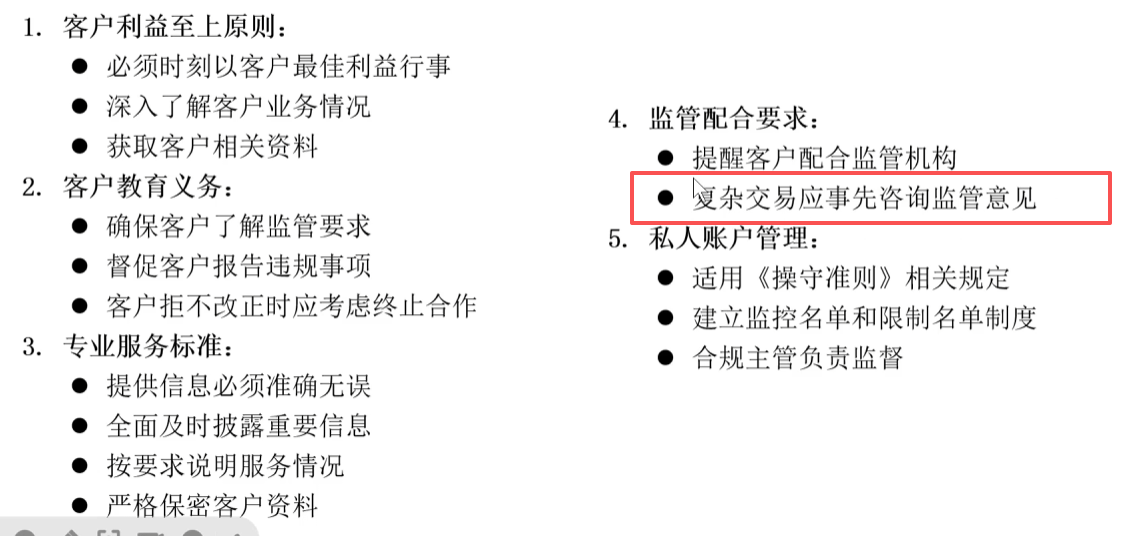 1. 客户利益至上原则：
● 必须时刻以客户最佳利益行事
● 深入了解客户业务情况
● 获取客户相关资料
2. 客户教育义务：
● 确保客户了解监管要求
● 督促客户报告违规事项
● 客户拒不改正时应考虑终止合作
3. 专业服务标准：
● 提供信息必须准确无误
● 全面及时披露重要信息
● 按要求说明服务情况
● 严格保密客户资料
4. 监管配合要求：
● 提醒客户配合监管机构
● 复杂交易应事先咨询监管意见
5. 私人账户管理：
● 适用《操守准则》相关规定
● 建立监控名单和限制名单制度
● 合规主管负责监督